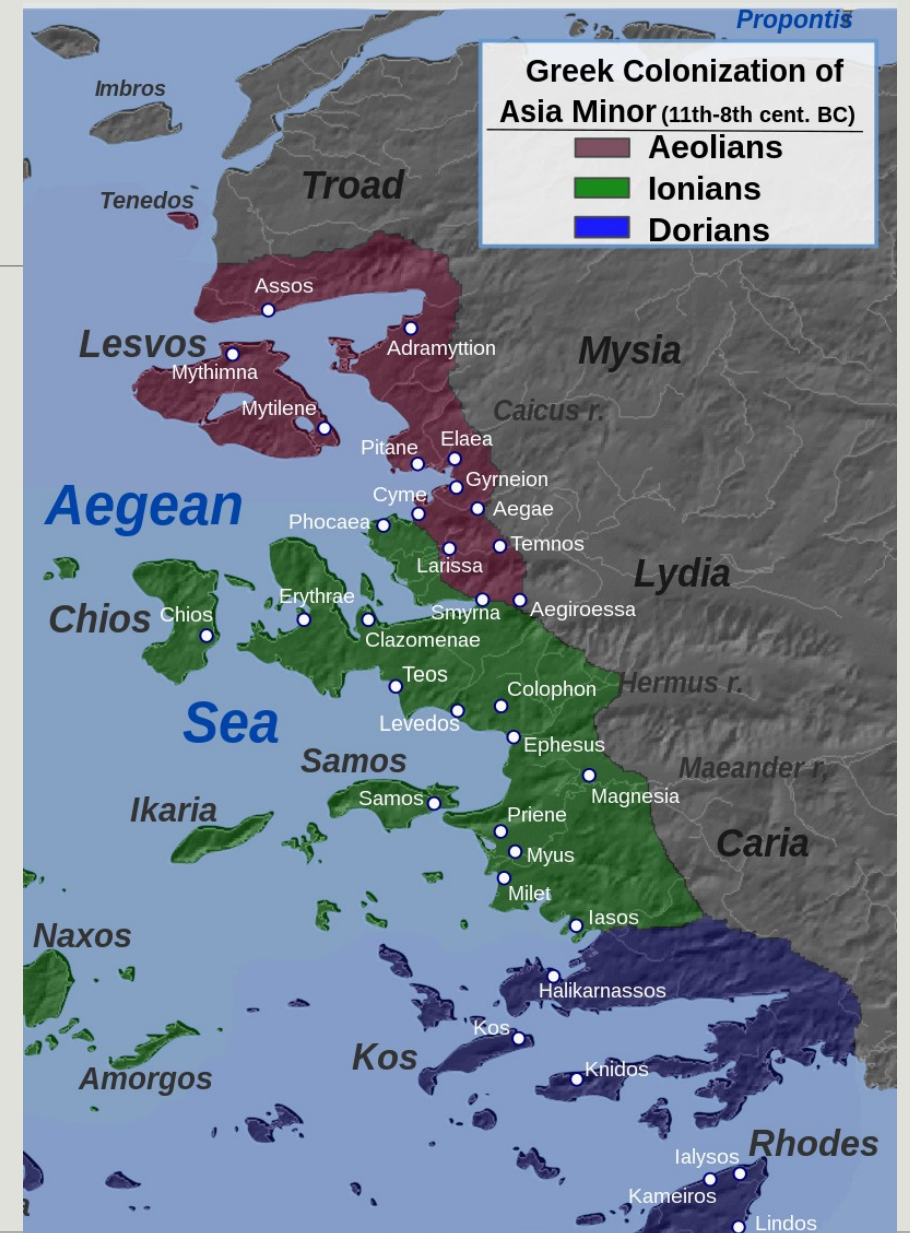 Propontis
Greek Colonization of
Asia Minor (11th-8th cent. BC)
Aeolians
Ionians
Dorians
Imbros
Troad
Tenedos
Assos
Lesvos
Adramyttion
Mysia
Mythimna
Mytilene
Caicus r.
Pitane
Elaea
Gyrneion
Cyme
Aegae
Aegean
Phocaea
Temnos
Larissa
Lydia
Erythrae
Chios
Chios
Smyrna
Aegiroessa
Clazomenae
Teos
Colophon
Hermus r.
Levedos
Sea
Ephesus
Samos
Maeander r,
Samos
Magnesia
Ikaria
Priene
Caria
Myus
Milet
Iasos
Naxos
Halikarnassos
Kos
Kos
Knidos
Amorgos
Rhodes
Ialysos
Kameiros
a
Lindos